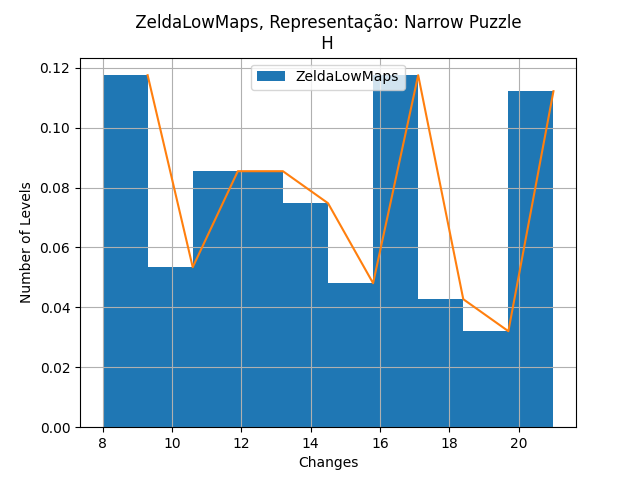 ZeldaLowMaps, Representação: Narrow Puzzle
H
ZeldaLowMaps
0.12
0.10
0.08
0.06
0.04
0.02
0.00
Number of Levels
8 10 12 14 16 18 20
Changes